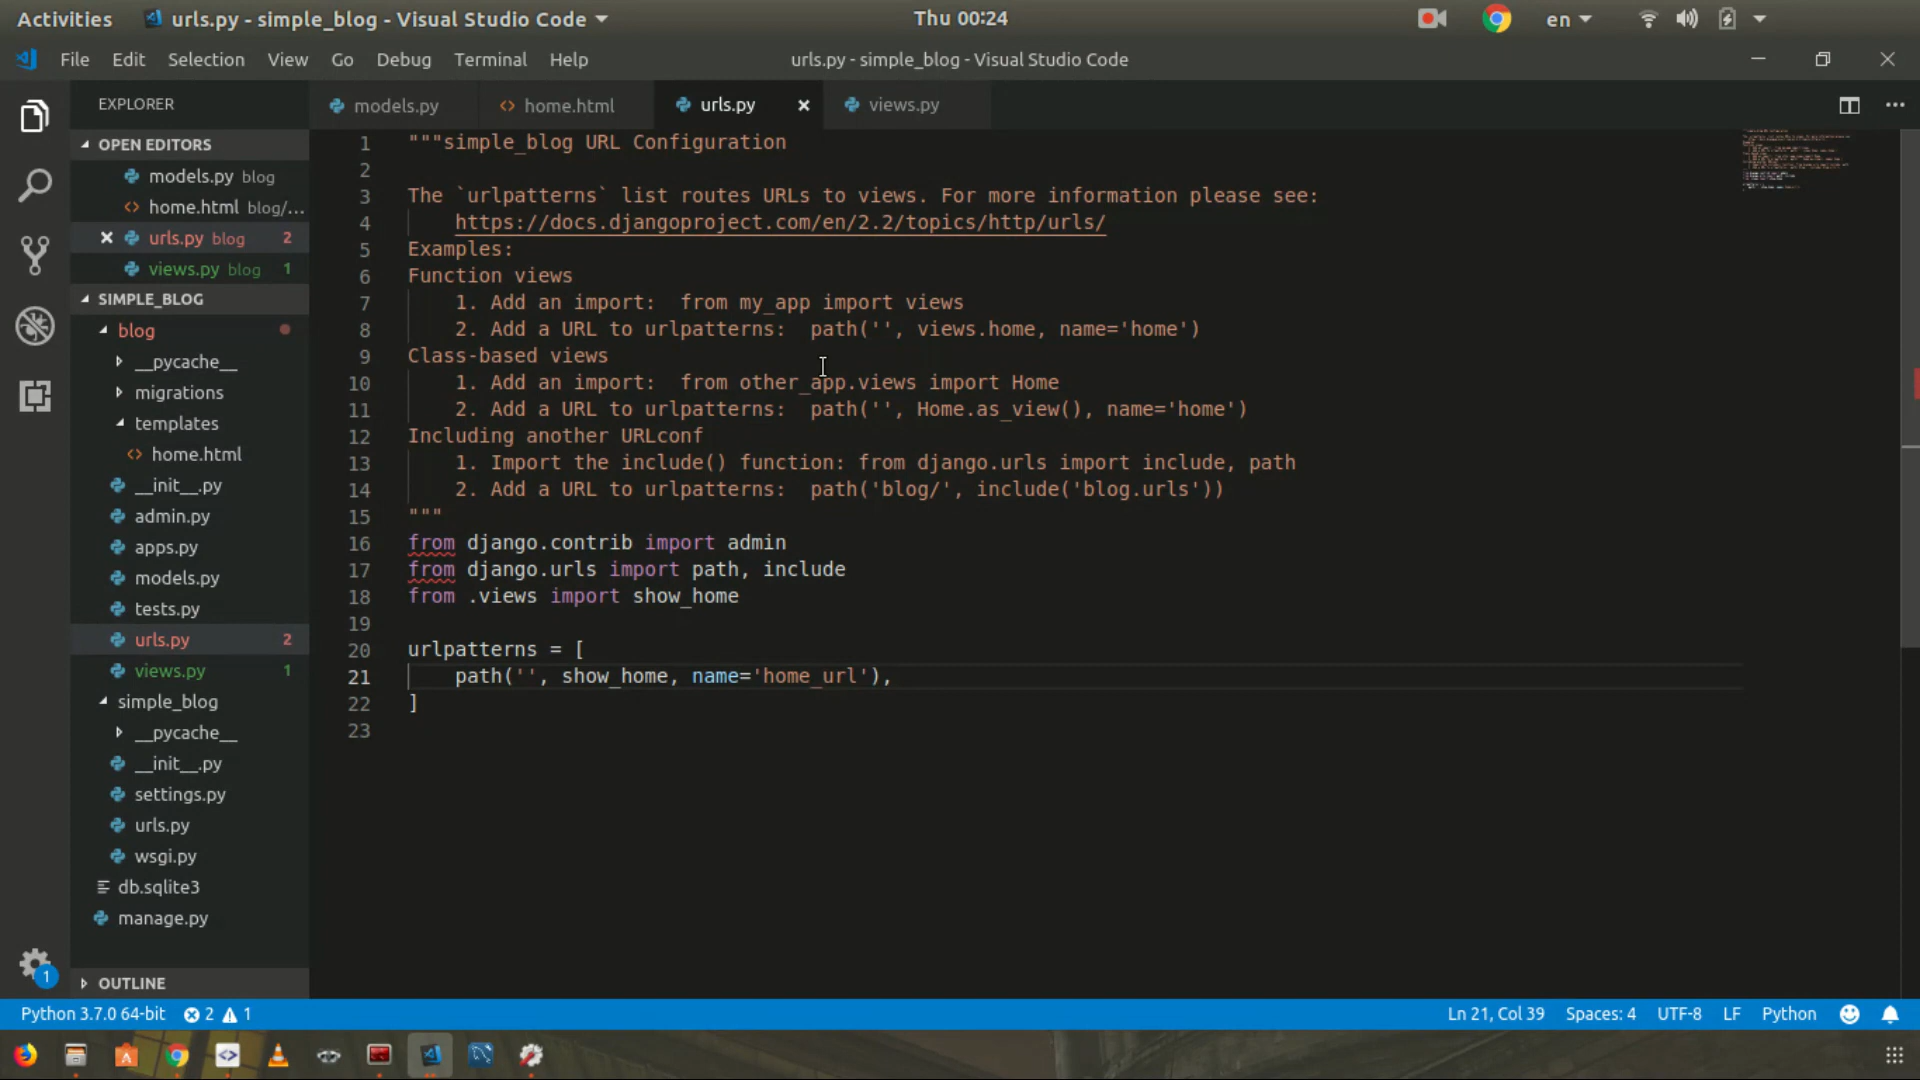 Activities
urls.py - simple_blog - Visual Studio Code
Thu 00:24
en
File Edit Selection View Go Debug Terminal Help
urls.py - simple_blog - Visual Studio Code
EXPLORER
OPEN EDITORS
models.py blog
home.html blog/...
urls.py blog 2
views.py blog 1
SIMPLE_BLOG
blog
__pycache__
migrations
templates
home.html
__init__.py
admin.py
apps.py
models.py
tests.py
urls.py 2
views.py 1
simple_blog
__pycache__
__init__.py
settings.py
urls.py
wsgi.py
db.sqlite3
manage.py
OUTLINE
1
models.py home.html urls.py views.py
1 """simple_blog URL Configuration
2
3 The `urlpatterns` list routes URLs to views. For more information please see:
4 https://docs.djangoproject.com/en/2.2/topics/http/urls/
5 Examples:
6 Function views
7 1. Add an import:  from my_app import views
8 2. Add a URL to urlpatterns:  path('', views.home, name='home')
9 Class-based views
10 1. Add an import:  from other_app.views import Home
11 2. Add a URL to urlpatterns:  path('', Home.as_view(), name='home')
12 Including another URLconf
13 1. Import the include() function: from django.urls import include, path
14 2. Add a URL to urlpatterns:  path('blog/', include('blog.urls'))
15 """
16 from django.contrib import admin
17 from django.urls import path, include
18 from .views import show_home
19
20 urlpatterns = [
21 path('', show_home, name='home_url'),
22 ]
23
Python 3.7.0 64-bit 2 1
Ln 21, Col 39 Spaces: 4 UTF-8 LF Python